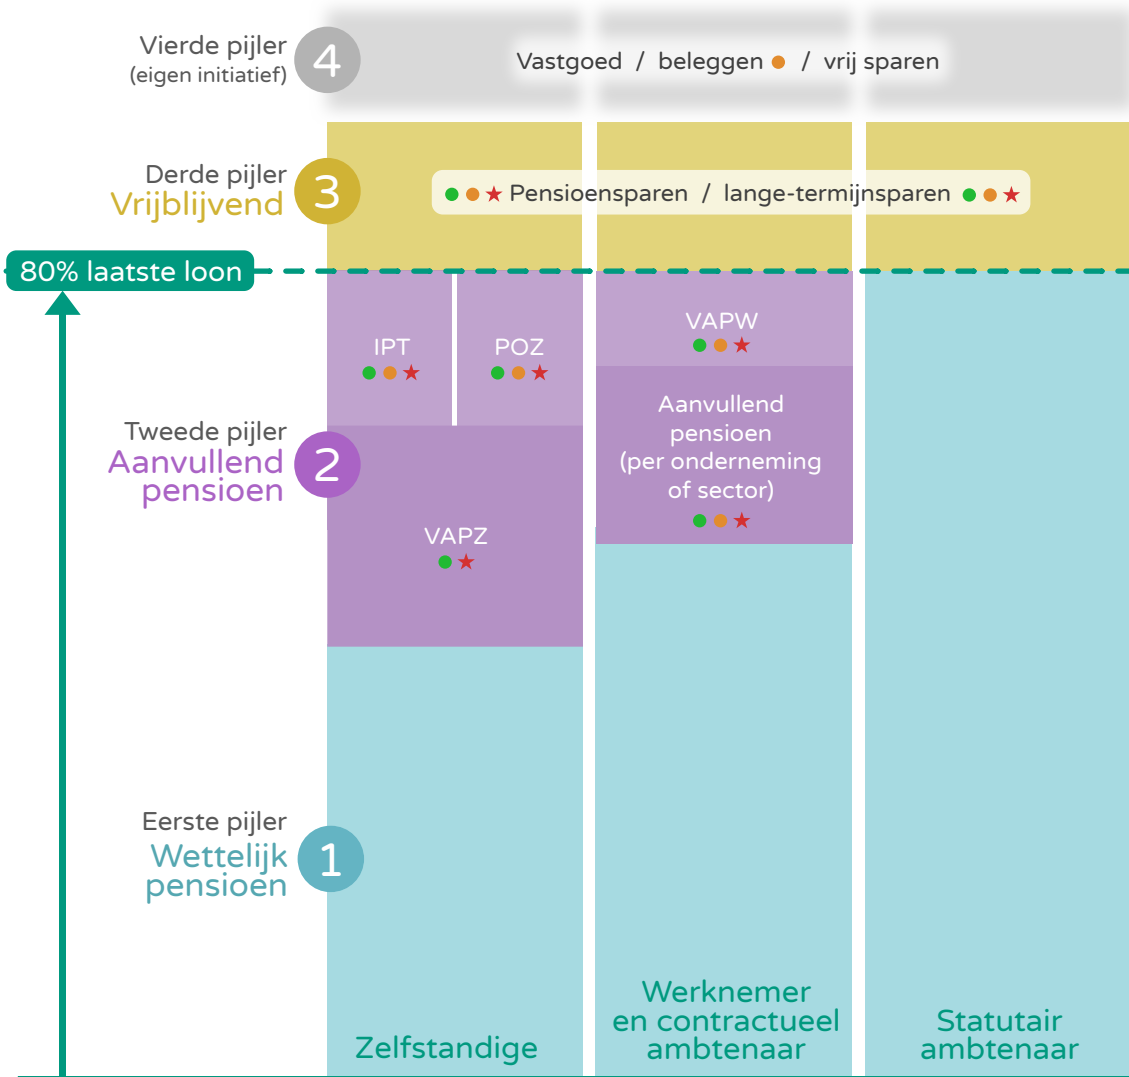 Vierde pijler
(eigen initiatief)
4
Vastgoed / beleggen / vrij sparen
Derde pijler
Vrijblijvend
3
Pensioensparen / lange-termijnsparen
80% laatste loon
IPT
POZ
VAPW
Tweede pijler
Aanvullend
pensioen
2
Aanvullend
pensioen
(per onderneming
of sector)
VAPZ
Eerste pijler
Wettelijk
pensioen
1
Zelfstandige
Werknemer
en contractueel
ambtenaar
Statutair
ambtenaar